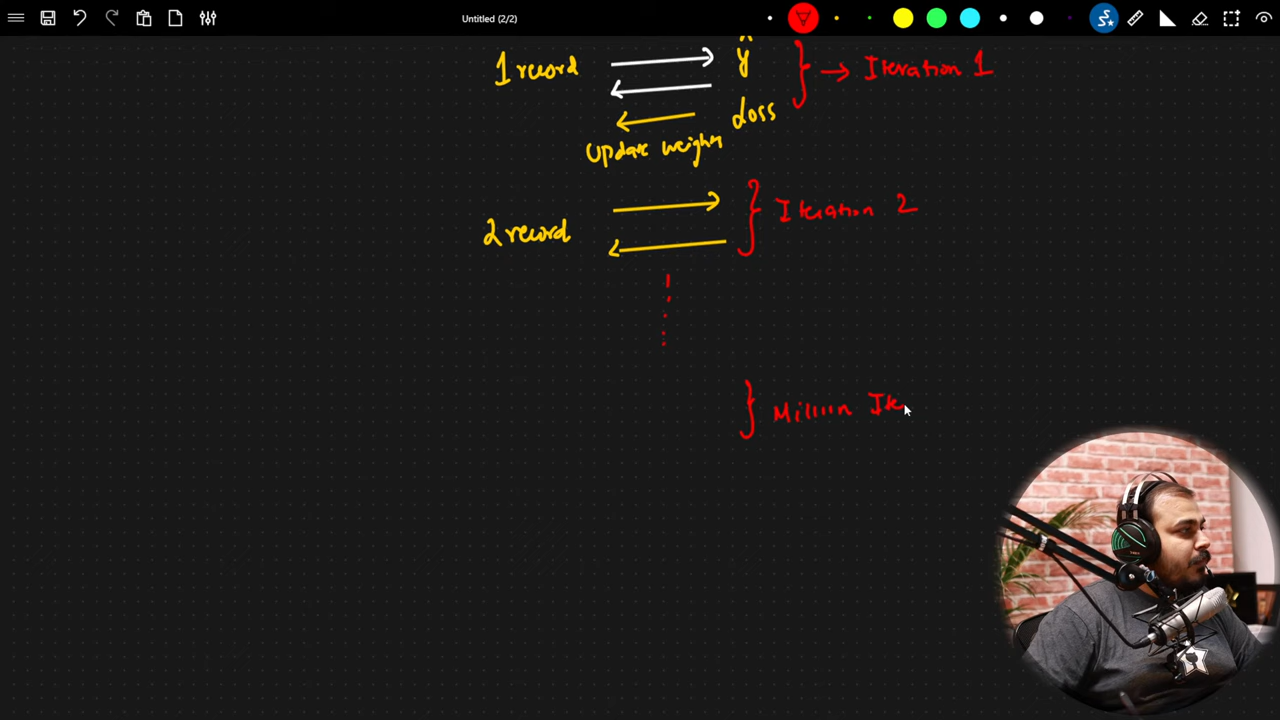 Untitled (2/2)
1 record
ŷ
→ Iteration 1
Loss
Update weights
2 record
Iteration 2
Million Ite